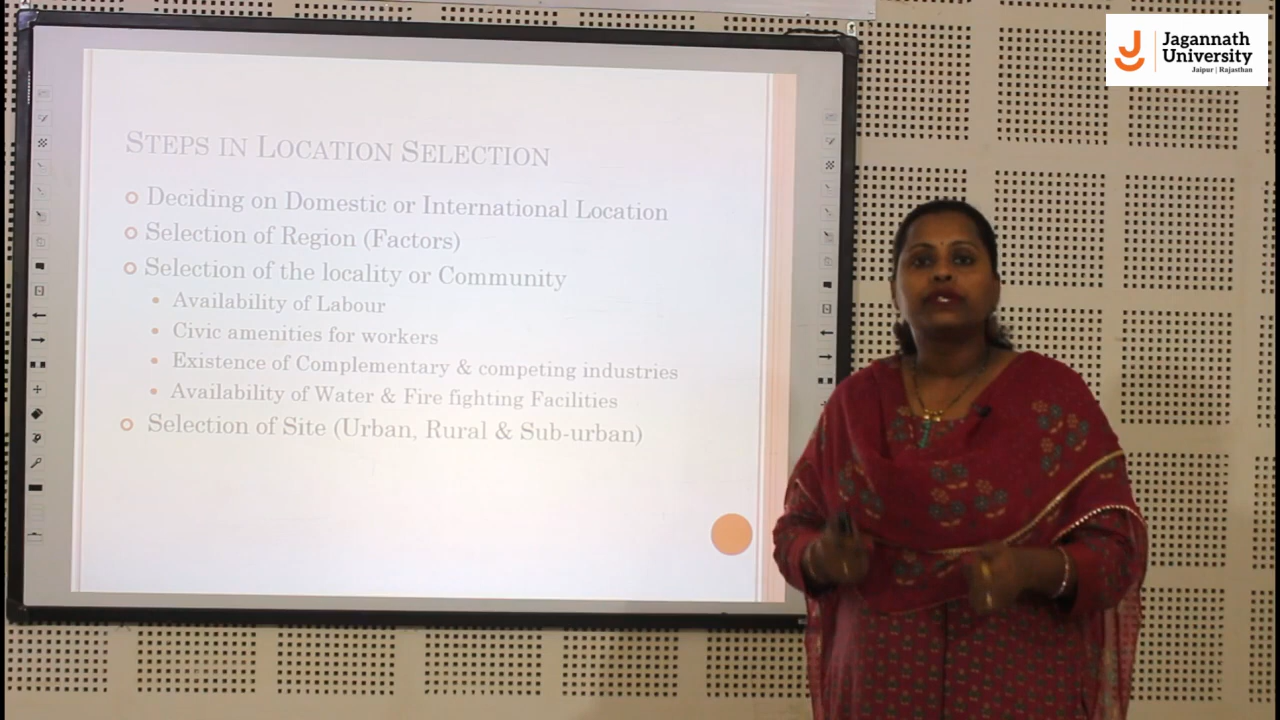 Jagannath
University
Jaipur | Rajasthan
STEPS IN LOCATION SELECTION
Deciding on Domestic or International Location
Selection of Region (Factors)
Selection of the locality or Community
Availability of Labour
Civic amenities for workers
Existence of Complementary & competing industries
Availability of Water & Fire fighting Facilities
Selection of Site (Urban, Rural & Sub-urban)